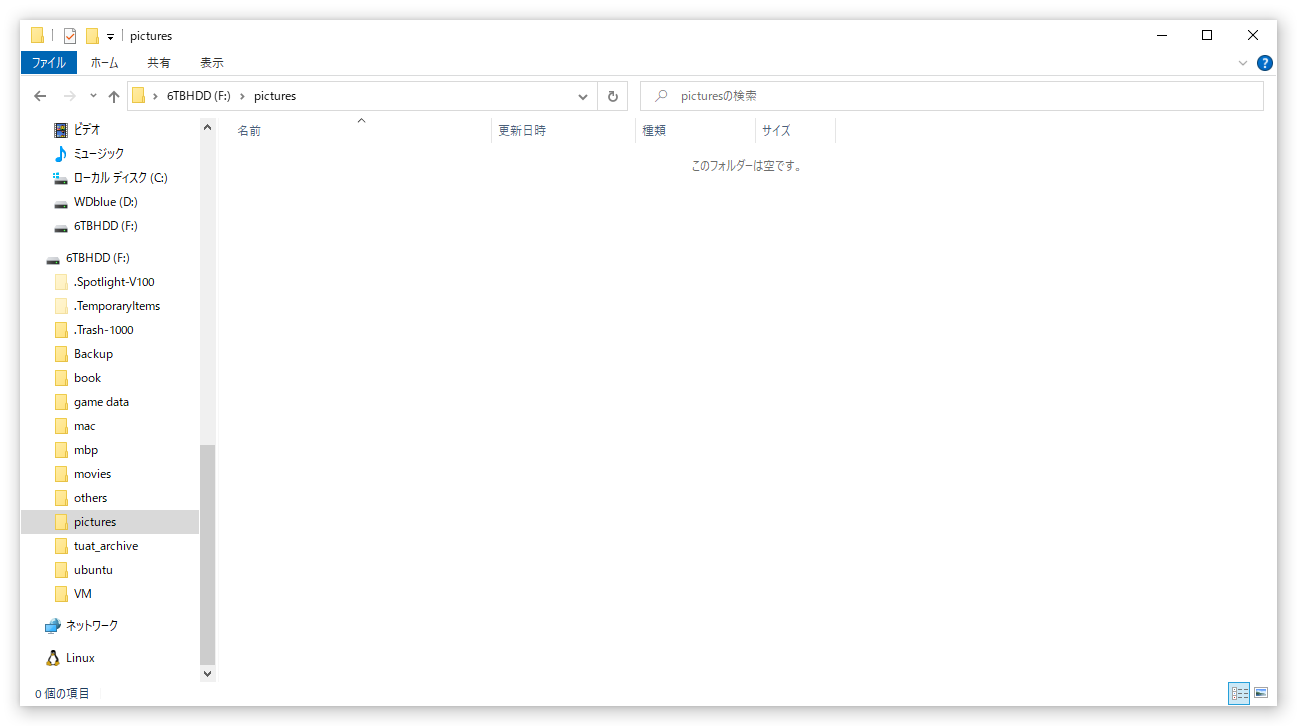 pictures
ファイル ホーム 共有 表示
6TBHDD (F:) pictures
picturesの検索
名前 更新日時 種類 サイズ
このフォルダーは空です。
ビデオ
ミュージック
ローカル ディスク (C:)
WDblue (D:)
6TBHDD (F:)
6TBHDD (F:)
.Spotlight-V100
.TemporaryItems
.Trash-1000
Backup
book
game data
mac
mbp
movies
others
pictures
tuat_archive
ubuntu
VM
ネットワーク
Linux
0 個の項目